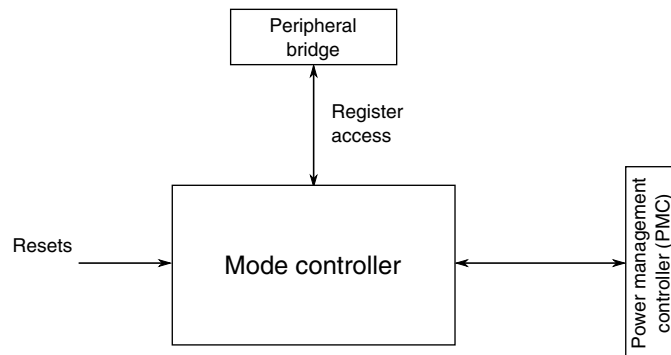 Peripheral
bridge
Register
access
Resets
Mode controller
Power management
controller (PMC)